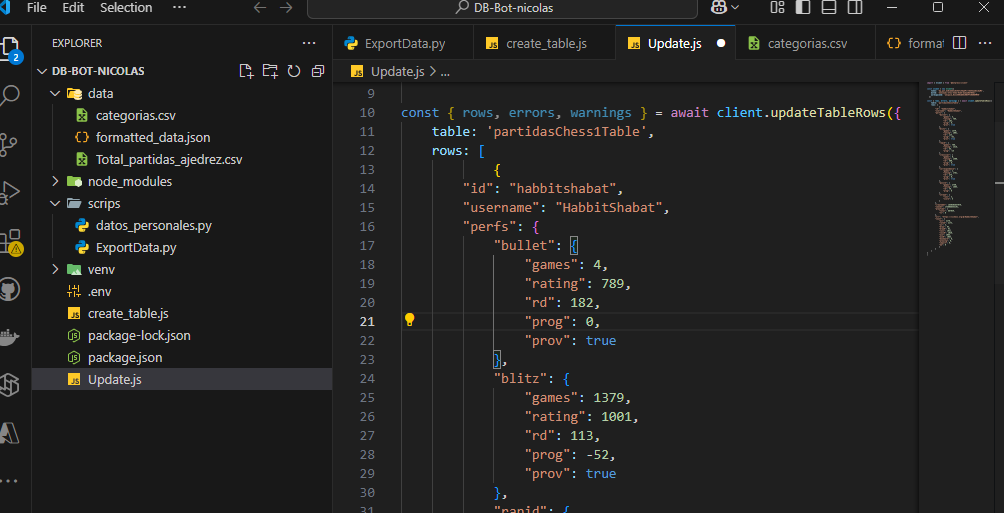 File Edit Selection ··· DB-Bot-nicolas
EXPLORER ···
DB-BOT-NICOLAS
data
categorias.csv
formatted_data.json
Total_partidas_ajedrez.csv
node_modules
scrips
datos_personales.py
ExportData.py
venv
.env
create_table.js
package-lock.json
package.json
Update.js
2
ExportData.py create_table.js Update.js categorias.csv format
Update.js > ...
9
10 const { rows, errors, warnings } = await client.updateTableRows({
11 table: 'partidasChess1Table',
12 rows: [
13 {
14 "id": "habbitshabat",
15 "username": "HabbitShabat",
16 "perfs": {
17 "bullet": {
18 "games": 4,
19 "rating": 789,
20 "rd": 182,
21 "prog": 0,
22 "prov": true
23 },
24 "blitz": {
25 "games": 1379,
26 "rating": 1001,
27 "rd": 113,
28 "prog": -52,
29 "prov": true
30 },
31 "rapid": {